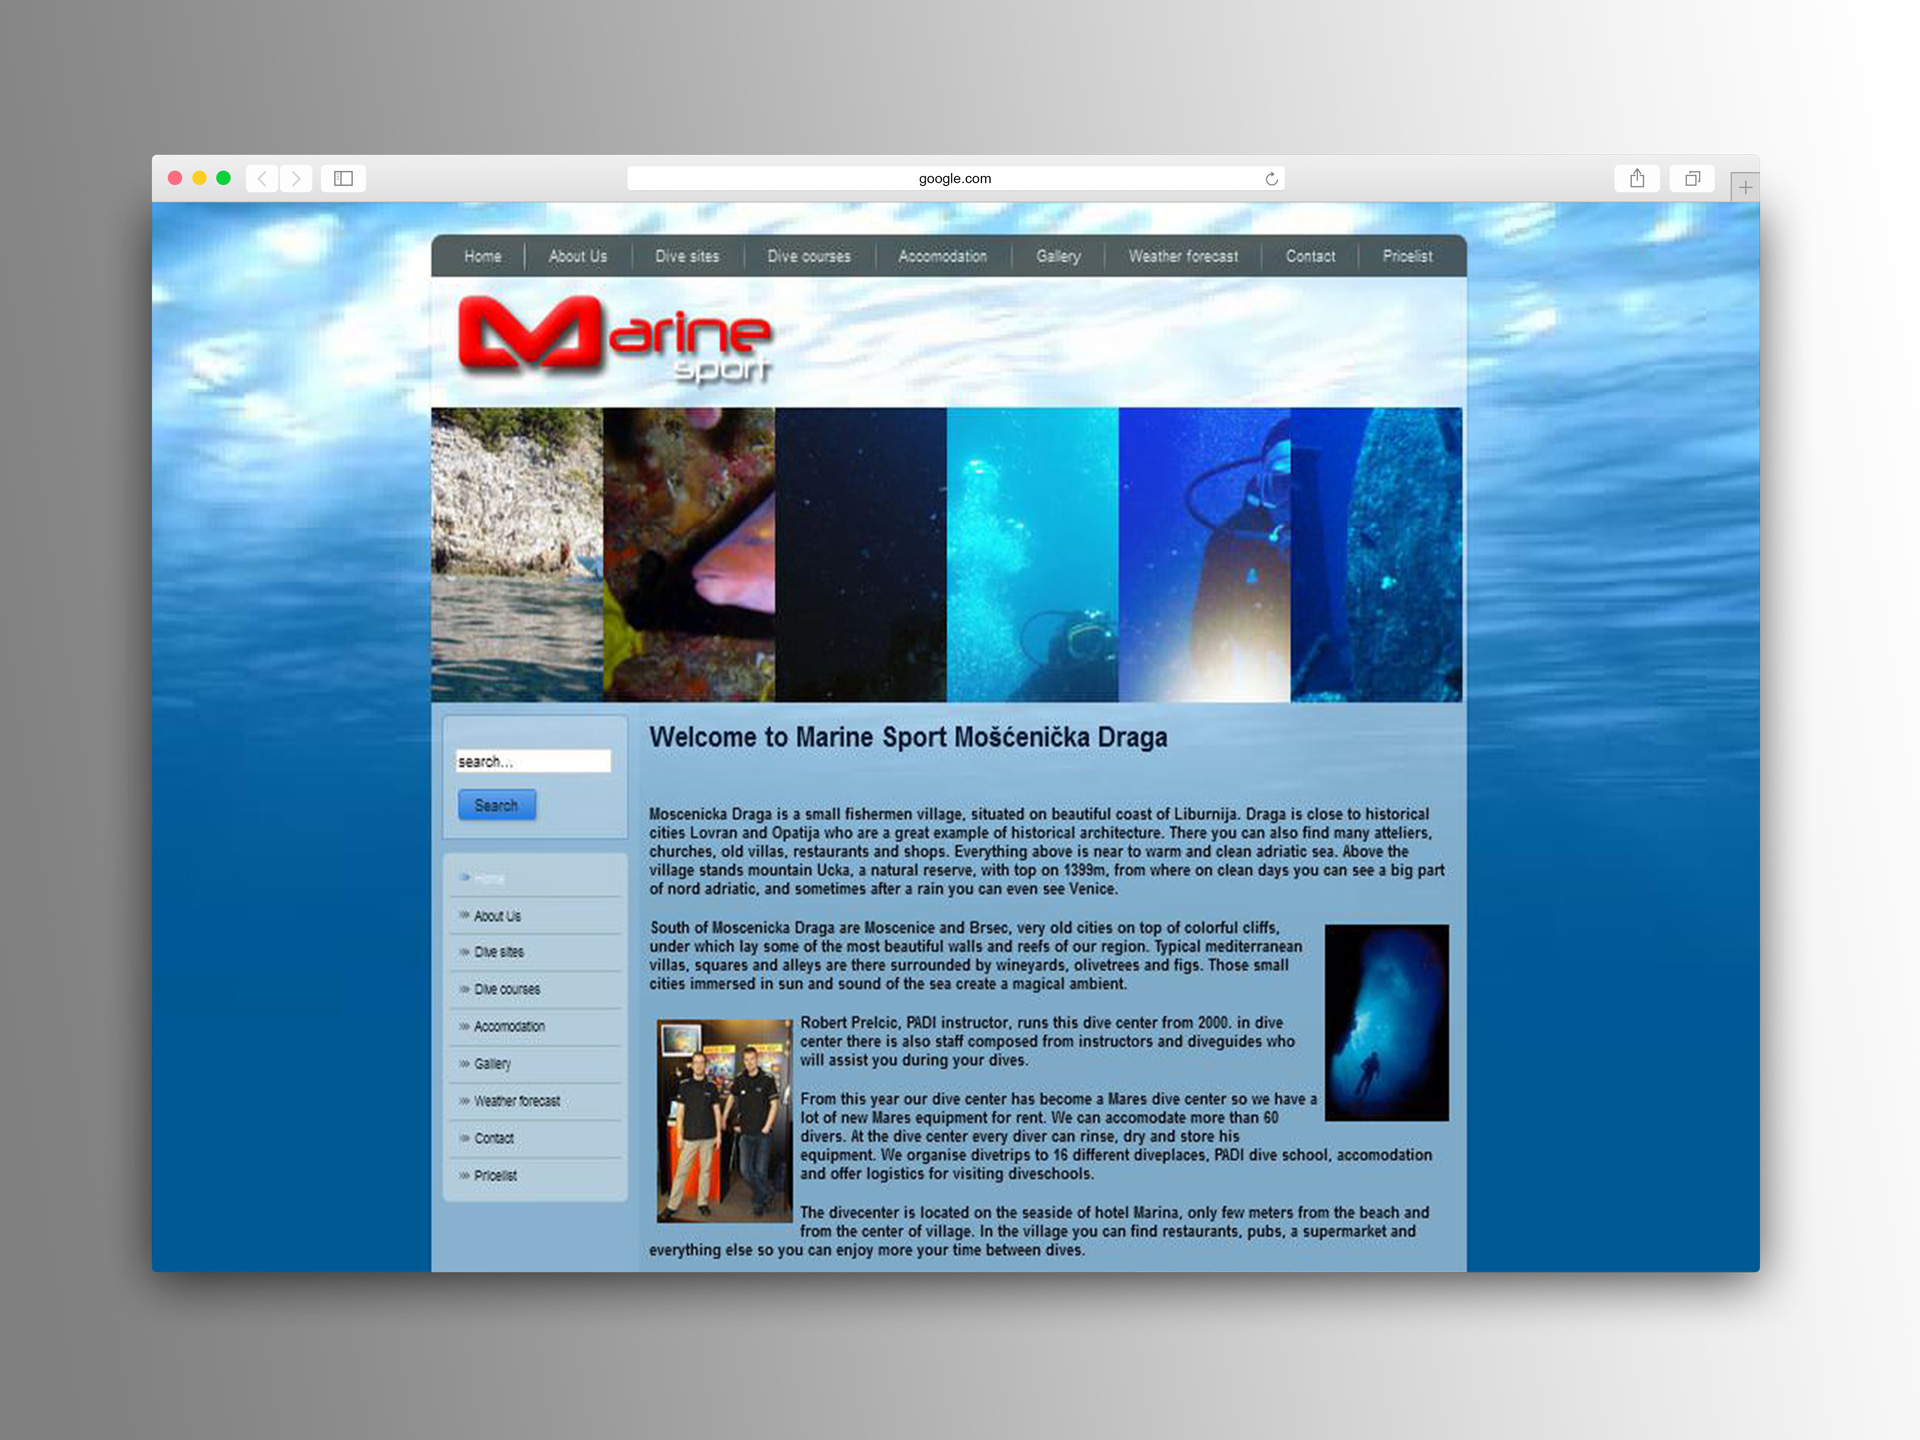 google.com
Home About Us Dive sites Dive courses Accomodation Gallery Weather forecast Contact Pricelist
Marine
sport
search...
Search
Home
About Us
Dive sites
Dive courses
Accomodation
Gallery
Weather forecast
Contact
Pricelist
Welcome to Marine Sport Mošćenička Draga
Moscenicka Draga is a small fishermen village, situated on beautiful coast of Liburnija. Draga is close to historical
cities Lovran and Opatija who are a great example of historical architecture. There you can also find many atteliers,
churches, old villas, restaurants and shops. Everything above is near to warm and clean adriatic sea. Above the
village stands mountain Ucka, a natural reserve, with top on 1399m, from where on clean days you can see a big part
of nord adriatic, and sometimes after a rain you can even see Venice.
South of Moscenicka Draga are Moscenice and Brsec, very old cities on top of colorful cliffs,
under which lay some of the most beautiful walls and reefs of our region. Typical mediterranean
villas, squares and alleys are there surrounded by wineyards, olivetrees and figs. Those small
cities immersed in sun and sound of the sea create a magical ambient.
Robert Prelcic, PADI instructor, runs this dive center from 2000. in dive
center there is also staff composed from instructors and diveguides who
will assist you during your dives.
From this year our dive center has become a Mares dive center so we have a
lot of new Mares equipment for rent. We can accomodate more than 60
divers. At the dive center every diver can rinse, dry and store his
equipment. We organise divetrips to 16 different diveplaces, PADI dive school, accomodation
and offer logistics for visiting diveschools.
The divecenter is located on the seaside of hotel Marina, only few meters from the beach and
from the center of village. In the village you can find restaurants, pubs, a supermarket and
everything else so you can enjoy more your time between dives.